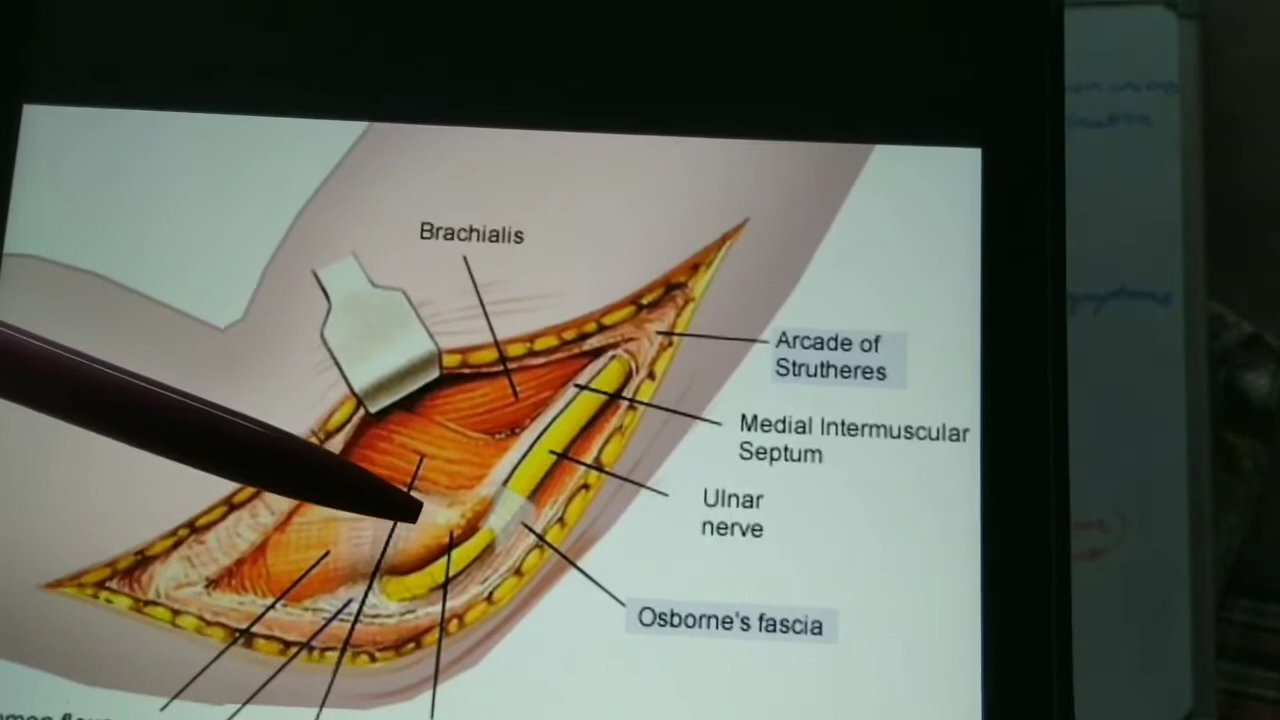 Brachialis
Arcade of
Strutheres
Medial Intermuscular
Septum
Ulnar
nerve
Osborne's fascia